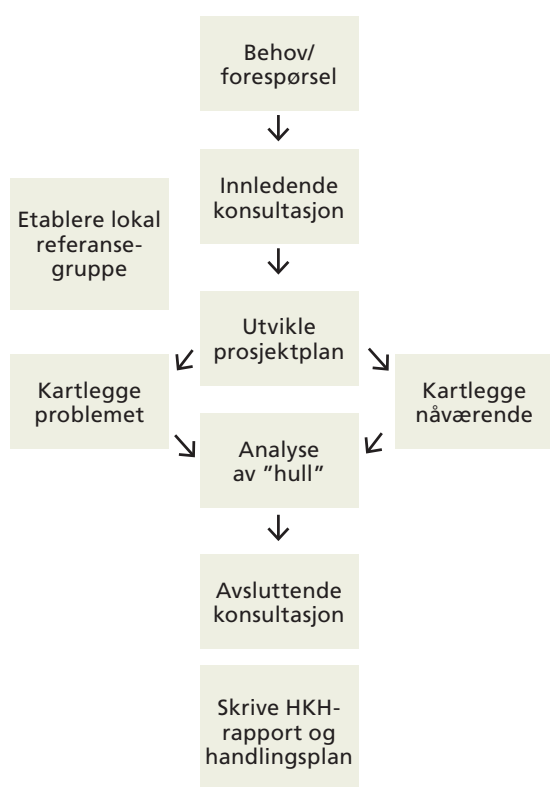 Behov/
forespørsel
Innledende
konsultasjon
Etablere lokal
referanse-
gruppe
Utvikle
prosjektplan
Kartlegge
problemet
Kartlegge
nåværende
Analyse
av ”hull”
Avsluttende
konsultasjon
Skrive HKH-
rapport og
handlingsplan